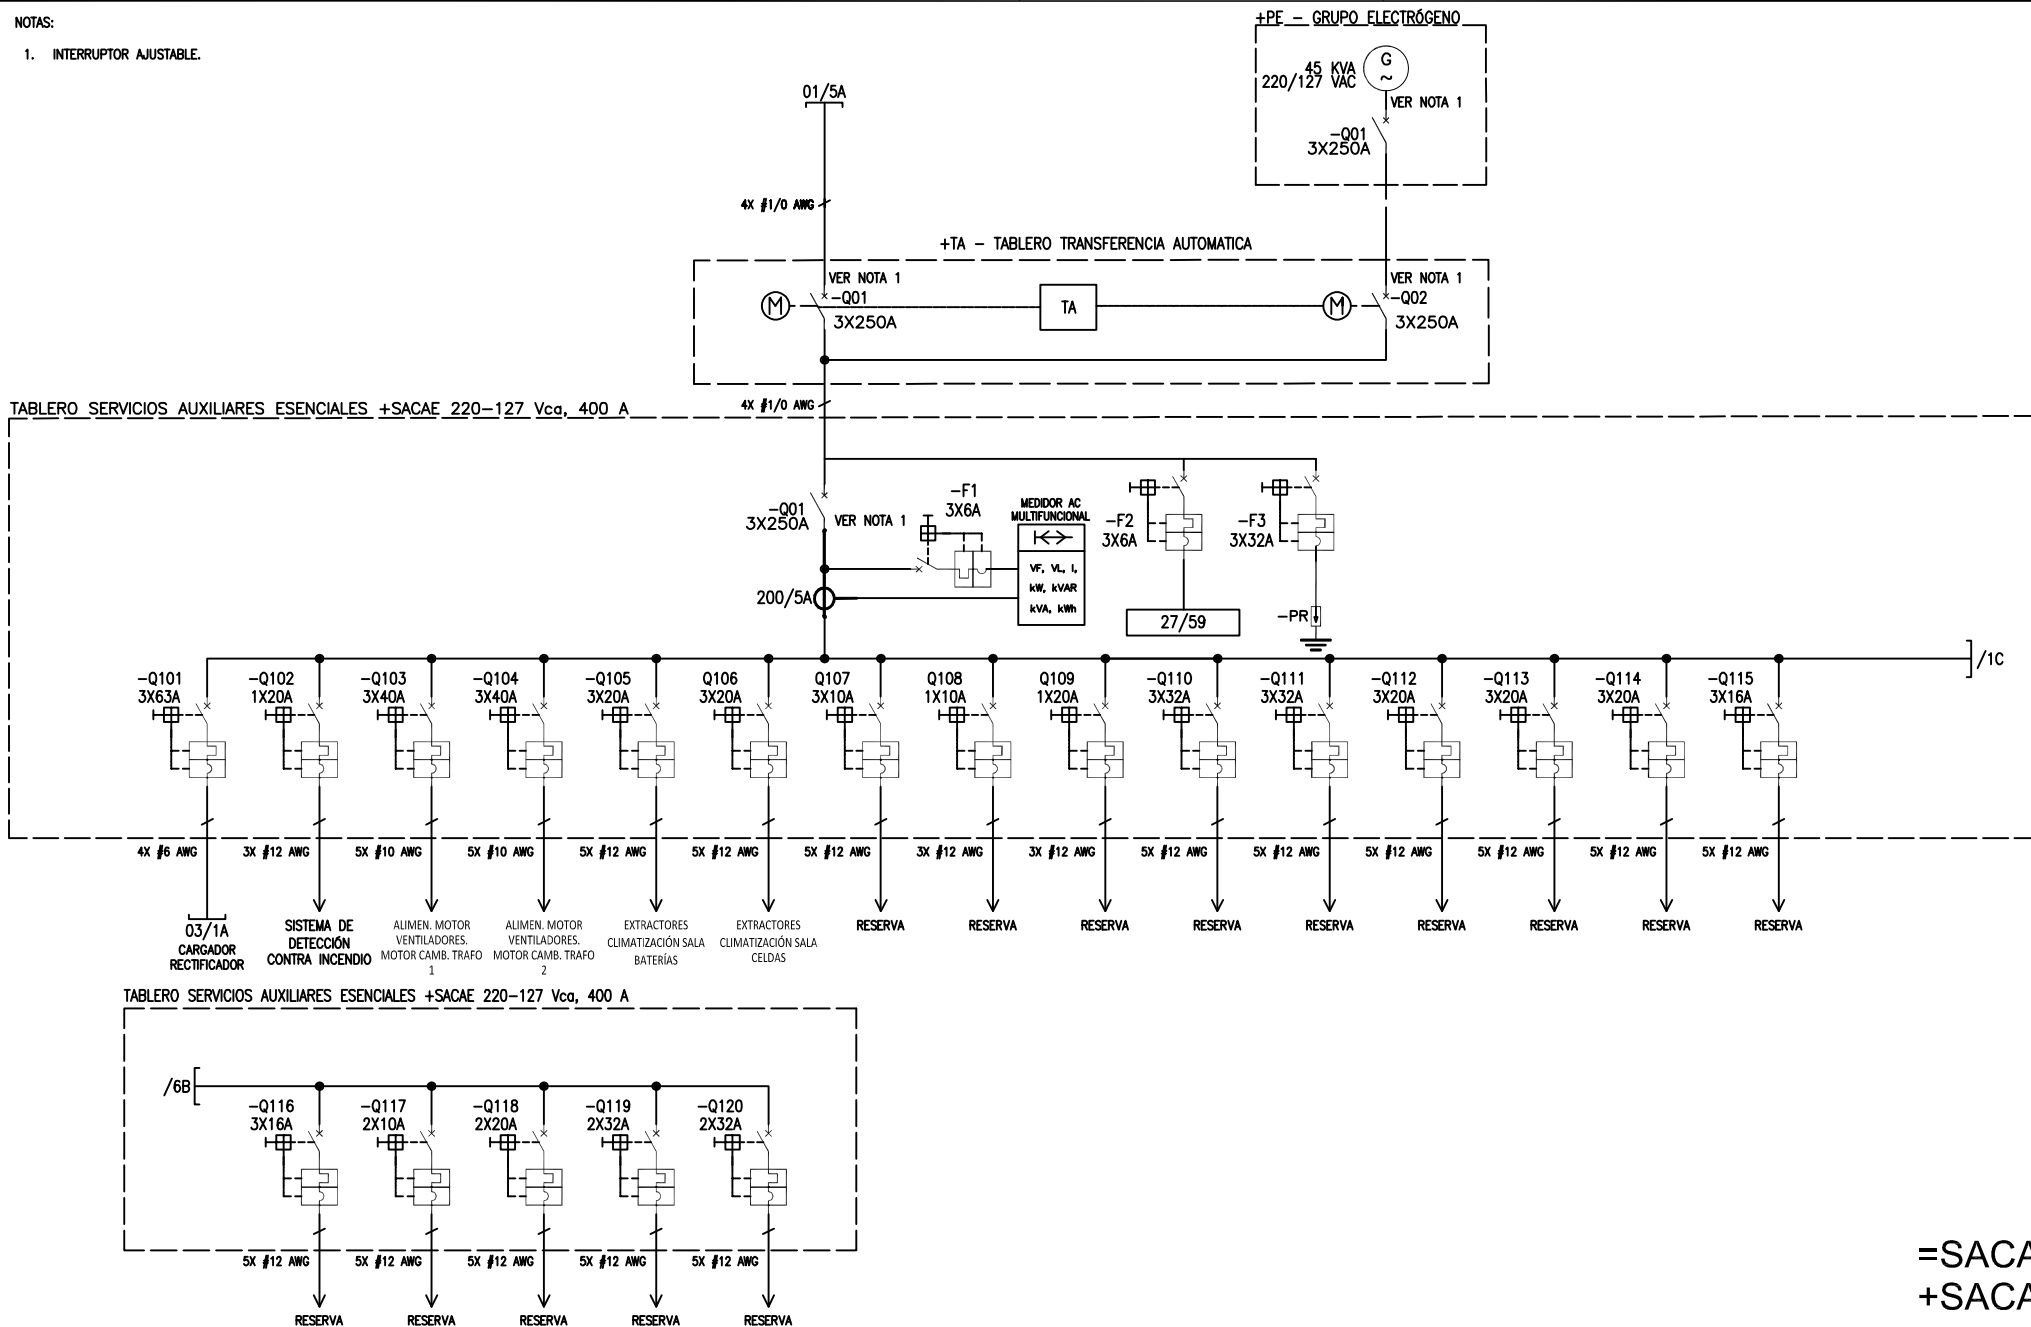 NOTAS:
1. INTERRUPTOR AJUSTABLE.
+PE - GRUPO ELECTRÓGENO
G
~
45 KVA
220/127 VAC
VER NOTA 1
-Q01
3X250A
01/5A
4X #1/0 AWG
+TA - TABLERO TRANSFERENCIA AUTOMATICA
VER NOTA 1
-Q01
3X250A
M
TA
M
VER NOTA 1
-Q02
3X250A
TABLERO SERVICIOS AUXILIARES ESENCIALES +SACAE 220-127 Vca, 400 A
4X #1/0 AWG
-Q01
3X250A
VER NOTA 1
-F1
3X6A
MEDIDOR AC
MULTIFUNCIONAL
VF, VL, I,
kW, kVAR
kVA, kWh
200/5A
-F2
3X6A
27/59
-F3
3X32A
-PR
/1C
-Q101
3X63A
-Q102
1X20A
-Q103
3X40A
-Q104
3X40A
-Q105
3X20A
Q106
3X20A
Q107
3X10A
Q108
1X10A
Q109
1X20A
-Q110
3X32A
-Q111
3X32A
-Q112
3X20A
-Q113
3X20A
-Q114
3X20A
-Q115
3X16A
4X #6 AWG
3X #12 AWG
5X #10 AWG
5X #10 AWG
5X #12 AWG
5X #12 AWG
5X #12 AWG
3X #12 AWG
3X #12 AWG
5X #12 AWG
5X #12 AWG
5X #12 AWG
5X #12 AWG
5X #12 AWG
5X #12 AWG
03/1A
CARGADOR
RECTIFICADOR
SISTEMA DE
DETECCIÓN
CONTRA INCENDIO
ALIMEN. MOTOR
VENTILADORES.
MOTOR CAMB. TRAFO
1
ALIMEN. MOTOR
VENTILADORES.
MOTOR CAMB. TRAFO
2
EXTRACTORES
CLIMATIZACIÓN SALA
BATERÍAS
EXTRACTORES
CLIMATIZACIÓN SALA
CELDAS
RESERVA
RESERVA
RESERVA
RESERVA
RESERVA
RESERVA
RESERVA
RESERVA
RESERVA
TABLERO SERVICIOS AUXILIARES ESENCIALES +SACAE 220-127 Vca, 400 A
/6B
-Q116
3X16A
-Q117
2X10A
-Q118
2X20A
-Q119
2X32A
-Q120
2X32A
5X #12 AWG
5X #12 AWG
5X #12 AWG
5X #12 AWG
5X #12 AWG
RESERVA
RESERVA
RESERVA
RESERVA
RESERVA
=SACA
+SACA